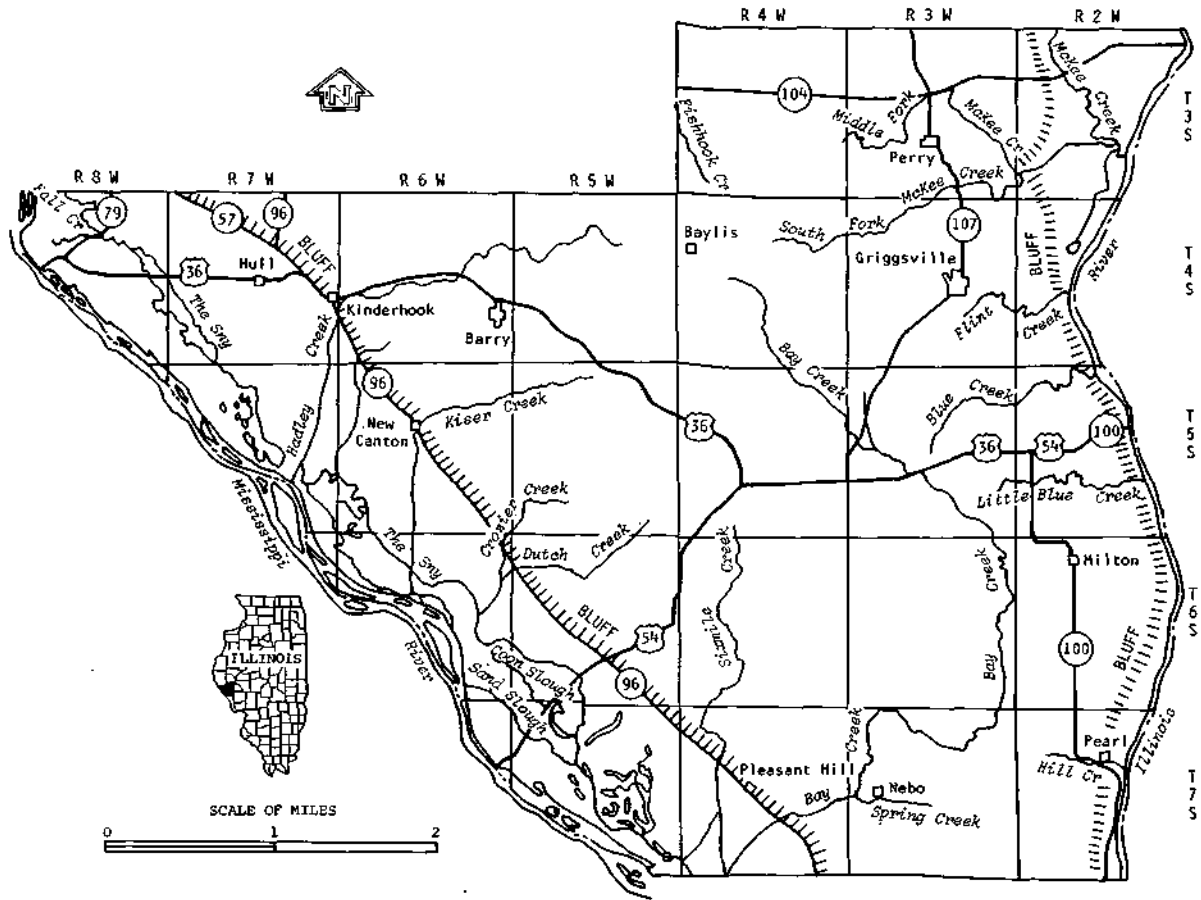 R 4 W
R 3 W
R 2 W
McKee Creek
104
Middle Fork
McKee Cr
T 3 S
Fishhook Cr
Perry
N
R 8 W
R 7 W
R 6 W
R 5 W
McKee Creek
Fall Cr
79
57
96
BLUFF
South Fork
107
Baylis
Griggsville
BLUFF
River
T 4 S
36
Hull
The Sny
Kinderhook
Barry
Flint Creek
Hadley Creek
96
Bay Creek
Kiser Creek
New
Canton
36
Blue Creek
100
T 5 S
36
54
Little Blue Creek
Mississippi
The Sny
Creek
Dutch Creek
Creek
Milton
T 6 S
BLUFF
54
Sixmile
Bay Creek
100
BLUFF
ILLINOIS
River
Coon Slough
Sand Slough
96
Pearl
Illinois
Hill Cr
Pleasant Hill
Bay Creek
Nebo
Spring Creek
T 7 S
SCALE OF MILES
0 1 2